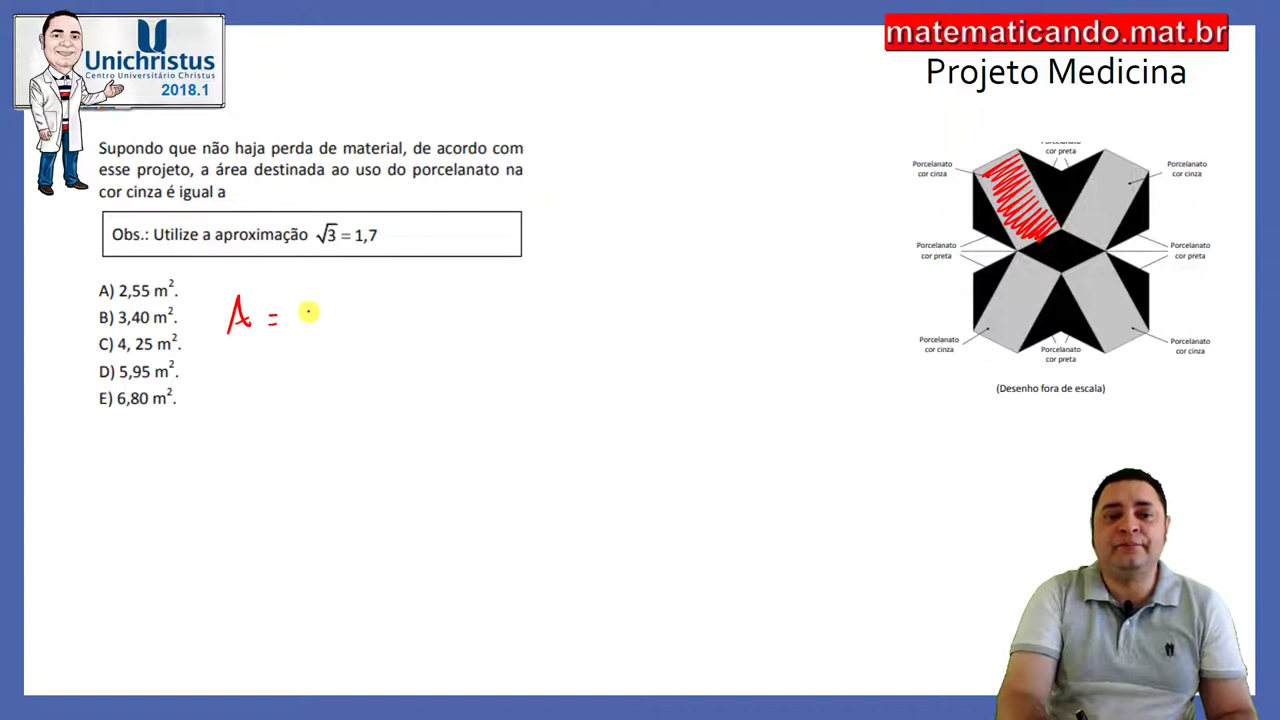 Unichristus
Centro Universitário Christus
2018.1
matematicando.mat.br
Projeto Medicina
Supondo que não haja perda de material, de acordo com
esse projeto, a área destinada ao uso do porcelanato na
cor cinza é igual a
Obs.: Utilize a aproximação √3 = 1,7
A) 2,55 m².
B) 3,40 m².
C) 4, 25 m².
D) 5,95 m².
E) 6,80 m².
A =
Porcelanato
cor preta
Porcelanato
cor cinza
Porcelanato
cor cinza
Porcelanato
cor preta
Porcelanato
cor preta
Porcelanato
cor cinza
Porcelanato
cor preta
Porcelanato
cor cinza
(Desenho fora de escala)